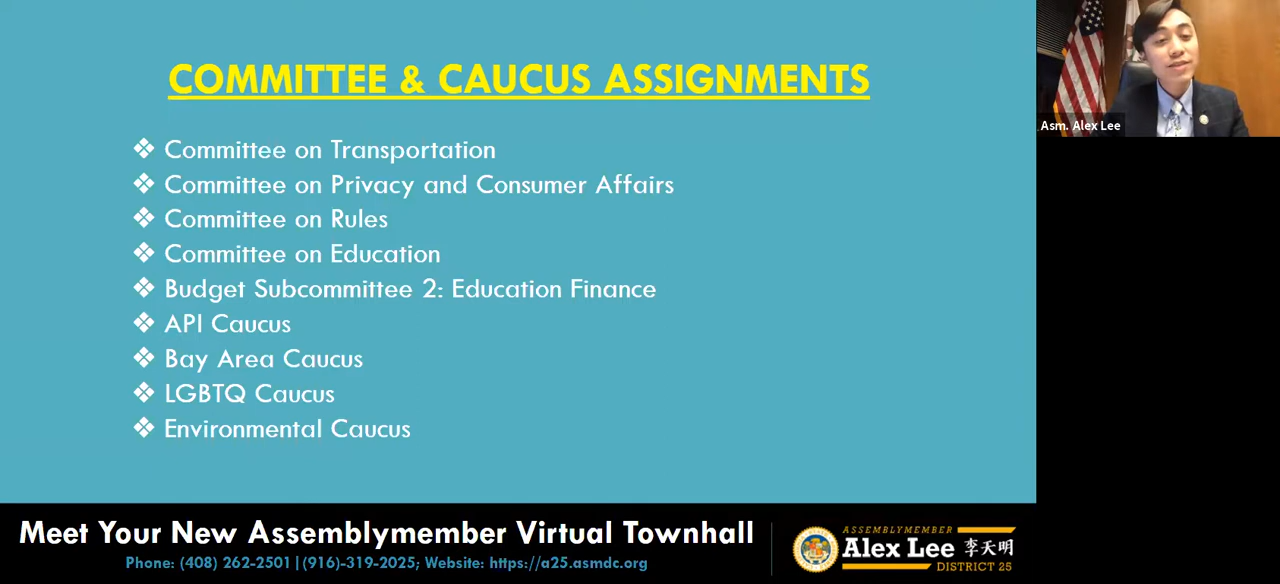 COMMITTEE & CAUCUS ASSIGNMENTS
❖ Committee on Transportation
❖ Committee on Privacy and Consumer Affairs
❖ Committee on Rules
❖ Committee on Education
❖ Budget Subcommittee 2: Education Finance
❖ API Caucus
❖ Bay Area Caucus
❖ LGBTQ Caucus
❖ Environmental Caucus
Asm. Alex Lee
Meet Your New Assemblymember Virtual Townhall
Phone: (408) 262-2501|(916)-319-2025; Website: https://a25.asmdc.org
ASSEMBLYMEMBER
Alex Lee 李天明
DISTRICT 25